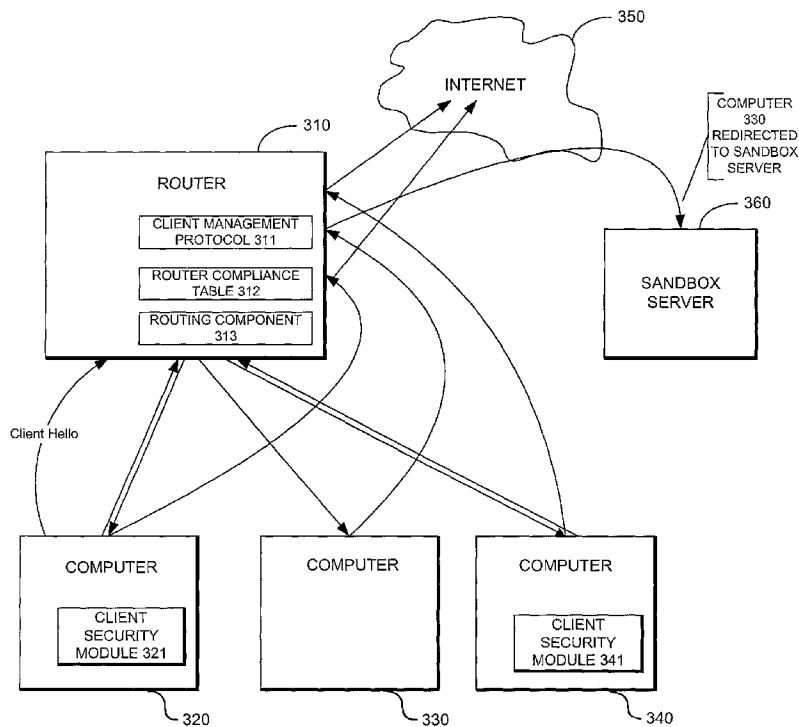 350
INTERNET
COMPUTER
330
REDIRECTED
TO SANDBOX
SERVER
310
ROUTER
CLIENT MANAGEMENT
PROTOCOL 311
ROUTER COMPLIANCE
TABLE 312
ROUTING COMPONENT
313
360
SANDBOX
SERVER
Client Hello
COMPUTER
CLIENT
SECURITY
MODULE 321
320
COMPUTER
330
COMPUTER
CLIENT
SECURITY
MODULE 341
340